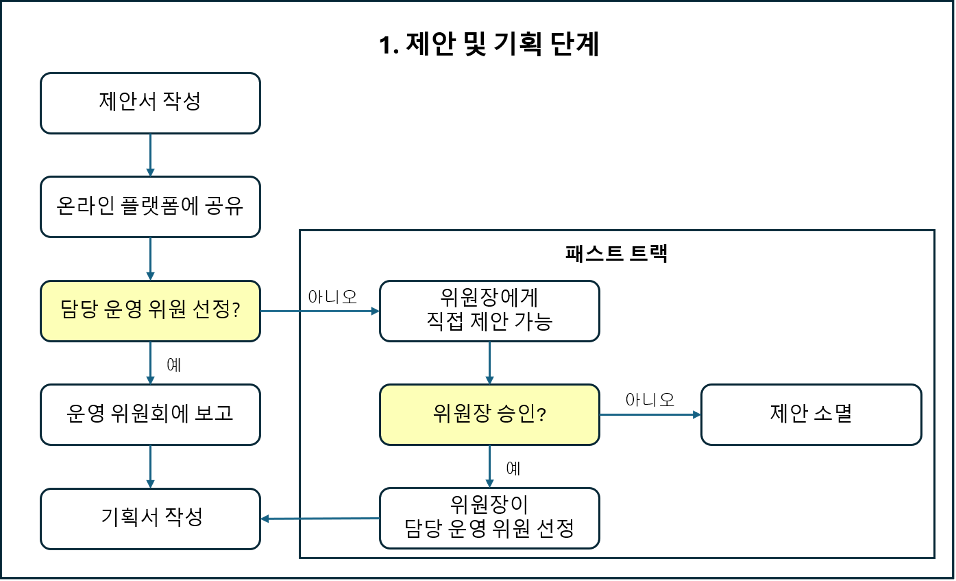 1. 제안 및 기획 단계
제안서 작성
온라인 플랫폼에 공유
패스트 트랙
담당 운영 위원 선정?
아니오
위원장에게
직접 제안 가능
예
운영 위원회에 보고
위원장 승인?
아니오
제안 소멸
예
기획서 작성
위원장이
담당 운영 위원 선정